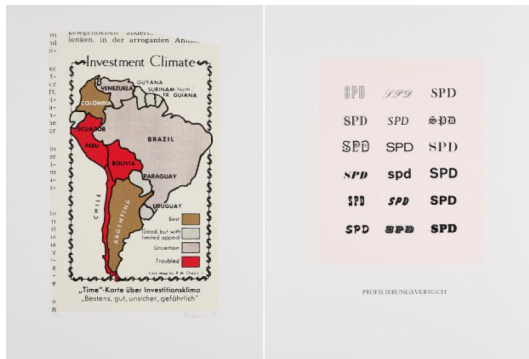 lenken, in der arroganten
Investment Climate
GUYANA
VENEZUELA
SURINAM
FR. GUIANA
COLOMBIA
ECUADOR
BRAZIL
PERU
BOLIVIA
PARAGUAY
CHILE
URUGUAY
ARGENTINA
Best
Good, but with
limited appeal
Uncertain
Troubled
"Time"-Karte über Investitionsklima
„Bestens, gut, unsicher, gefährlich"
SPD SPD SPD
SPD SPD SPD
SPD SPD SPD
SPD spd SPD
SPD SPD SPD
SPD SPD SPD
PROFILIERUNGSVERSUCH